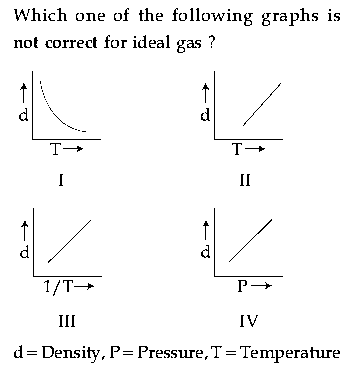 Which one of the following graphs is
not correct for ideal gas ?
d
T
I
d
T
II
d
1/T
III
d
P
IV
d = Density, P = Pressure, T = Temperature